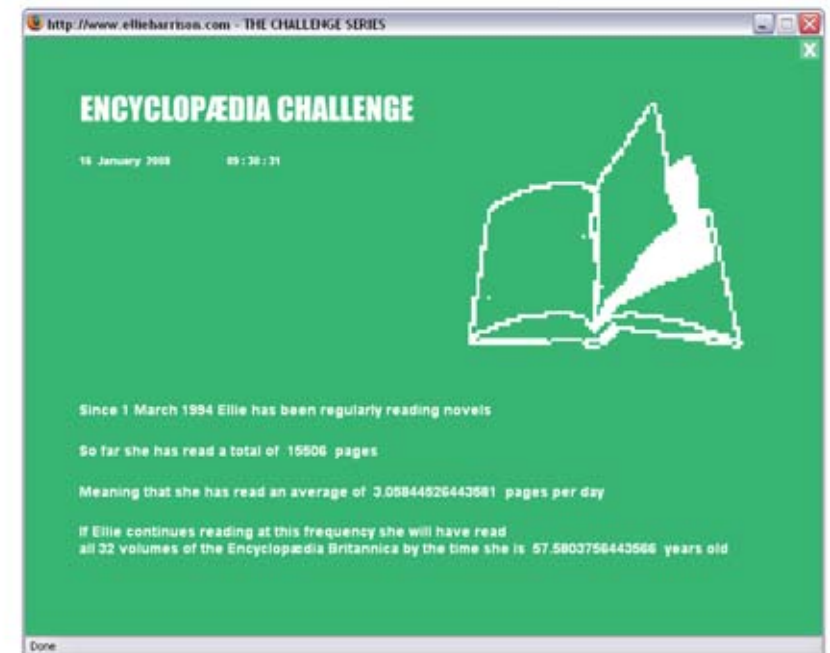 http://www.ellieharrison.com - THE CHALLENGE SERIES
X
ENCYCLOPÆDIA CHALLENGE
16 January 2008 09:30:31
Since 1 March 1994 Ellie has been regularly reading novels
So far she has read a total of 15506 pages
Meaning that she has read an average of 3.05844526443581 pages per day
If Ellie continues reading at this frequency she will have read
all 32 volumes of the Encyclopædia Britannica by the time she is 57.5803756443566 years old
Done